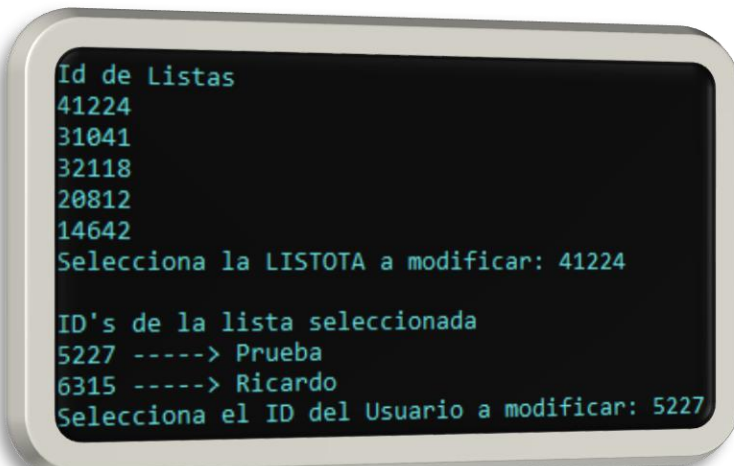 Id de Listas
41224
31041
32118
20812
14642
Selecciona la LISTOTA a modificar: 41224
ID's de la lista seleccionada
5227 -----> Prueba
6315 -----> Ricardo
Selecciona el ID del Usuario a modificar: 5227